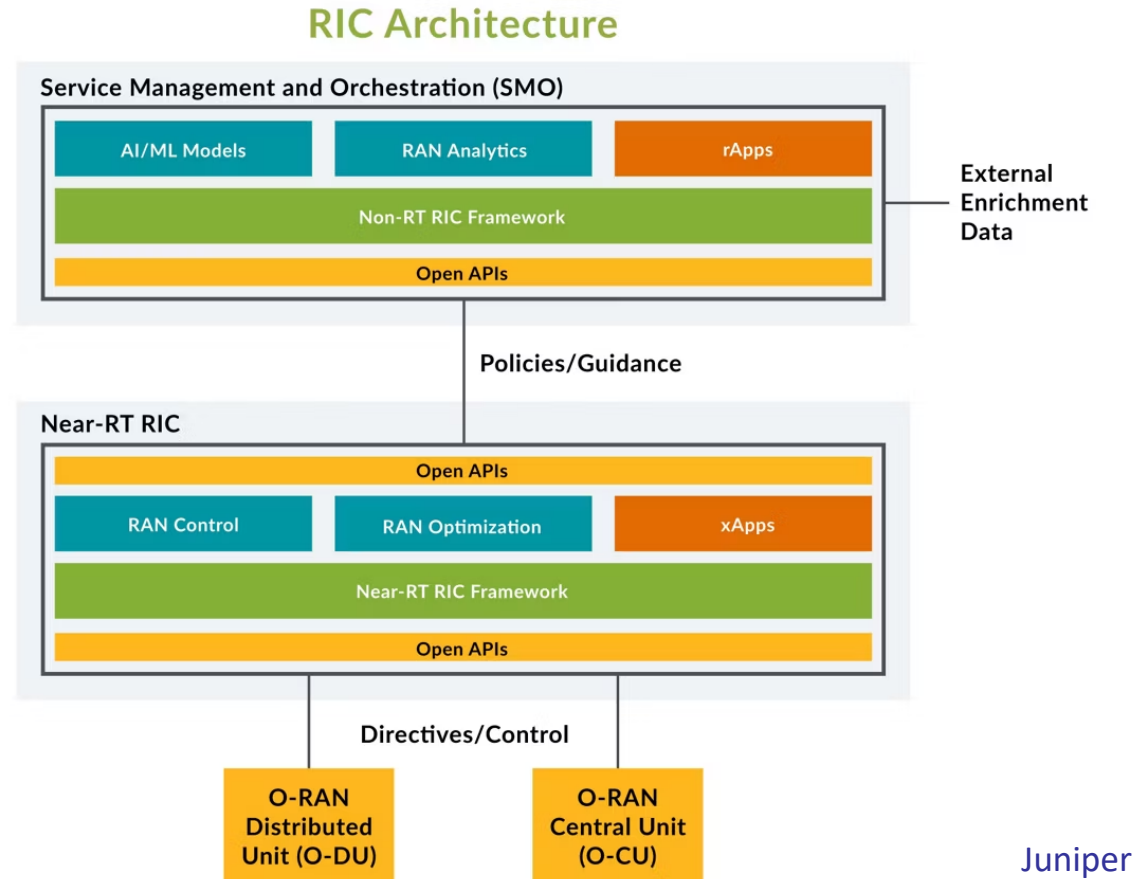 RIC Architecture
Service Management and Orchestration (SMO)
AI/ML Models
RAN Analytics
rApps
Non-RT RIC Framework
Open APIs
External
Enrichment
Data
Policies/Guidance
Near-RT RIC
Open APIs
RAN Control
RAN Optimization
xApps
Near-RT RIC Framework
Open APIs
Directives/Control
O-RAN
Distributed
Unit (O-DU)
O-RAN
Central Unit
(O-CU)
Juniper